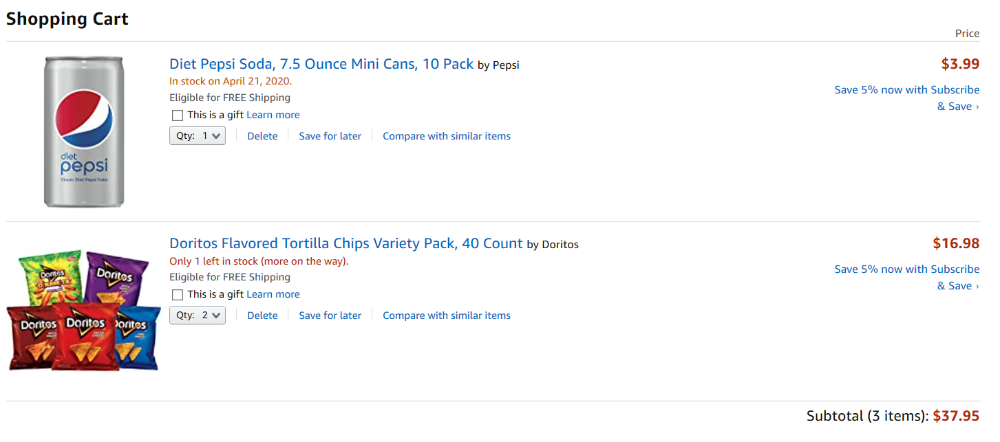 Shopping Cart
Price
diet
pepsi
Diet Pepsi Soda, 7.5 Ounce Mini Cans, 10 Pack by Pepsi
$3.99
In stock on April 21, 2020.
Save 5% now with Subscribe
& Save ›
Eligible for FREE Shipping
This is a gift Learn more
Qty: 1
Delete
Save for later
Compare with similar items
Doritos
Doritos
Doritos
Doritos
Doritos
Doritos Flavored Tortilla Chips Variety Pack, 40 Count by Doritos
$16.98
Only 1 left in stock (more on the way).
Save 5% now with Subscribe
& Save ›
Eligible for FREE Shipping
This is a gift Learn more
Qty: 2
Delete
Save for later
Compare with similar items
Subtotal (3 items): $37.95